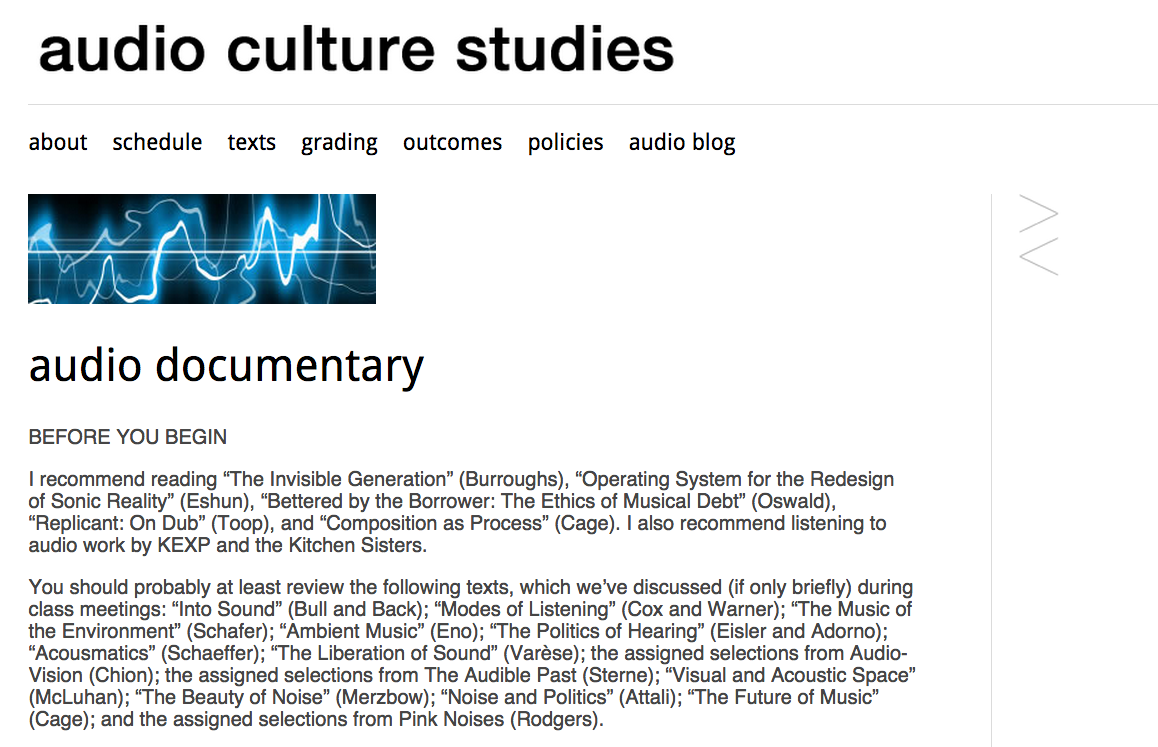 audio culture studies
about schedule texts grading outcomes policies audio blog
audio documentary
BEFORE YOU BEGIN
I recommend reading “The Invisible Generation” (Burroughs), “Operating System for the Redesign
of Sonic Reality” (Eshun), “Bettered by the Borrower: The Ethics of Musical Debt” (Oswald),
“Replicant: On Dub” (Toop), and “Composition as Process” (Cage). I also recommend listening to
audio work by KEXP and the Kitchen Sisters.
You should probably at least review the following texts, which we’ve discussed (if only briefly) during
class meetings: “Into Sound” (Bull and Back); “Modes of Listening” (Cox and Warner); “The Music of
the Environment” (Schafer); “Ambient Music” (Eno); “The Politics of Hearing” (Eisler and Adorno);
“Acousmatics” (Schaeffer); “The Liberation of Sound” (Varèse); the assigned selections from Audio-
Vision (Chion); the assigned selections from The Audible Past (Sterne); “Visual and Acoustic Space”
(McLuhan); “The Beauty of Noise” (Merzbow); “Noise and Politics” (Attali); “The Future of Music”
(Cage); and the assigned selections from Pink Noises (Rodgers).